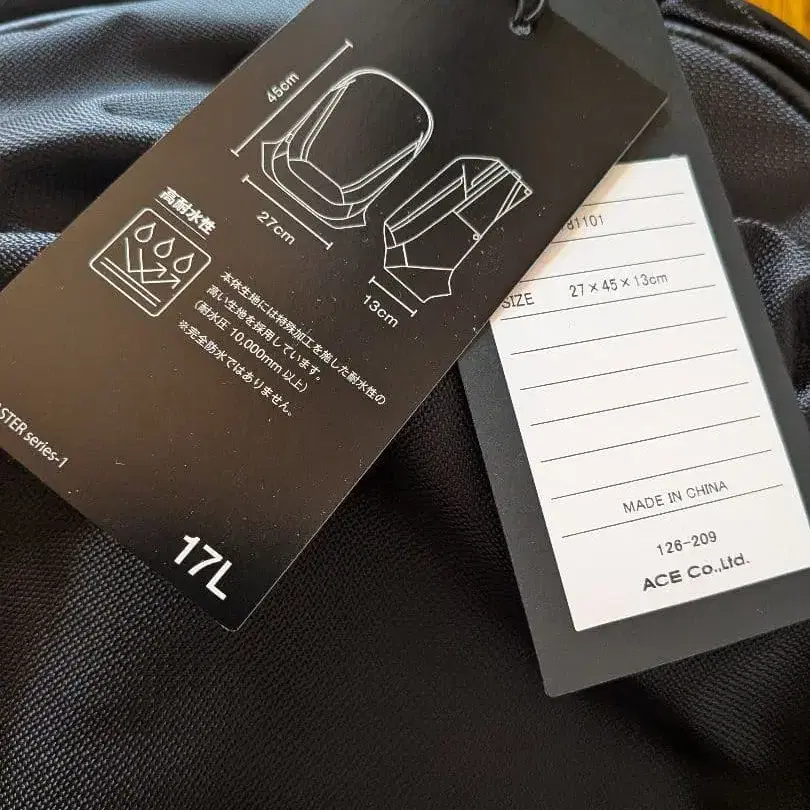 45cm
27cm
13cm
高耐水性
本体生地には特殊加工を施した耐水性の
高い生地を採用しています。
(耐水圧 10,000mm 以上)
※完全防水ではありません。
series-1
17L
SIZE 27×45×13cm
MADE IN CHINA
126-209
ACE Co.,Ltd.